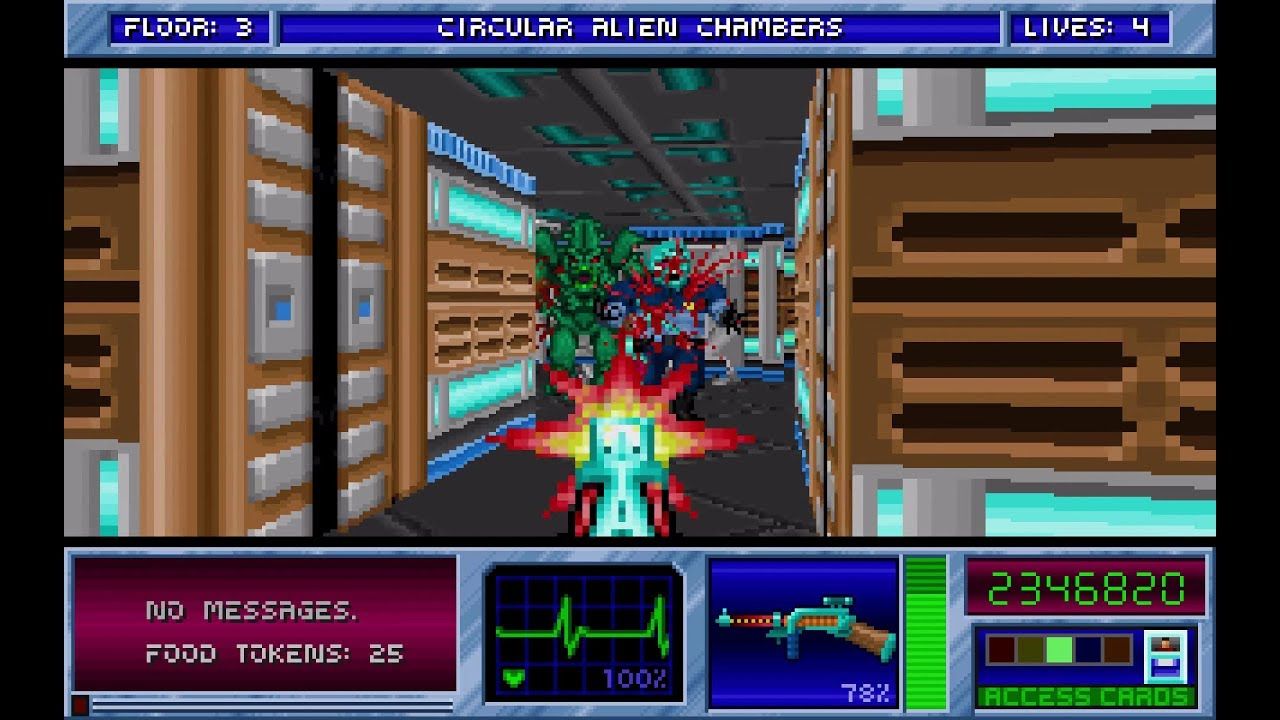 FLOOR: 3
CIRCULAR ALIEN CHAMBERS
LIVES: 4
NO MESSAGES.
FOOD TOKENS: 25
100%
78%
2346820
ACCESS CARDS